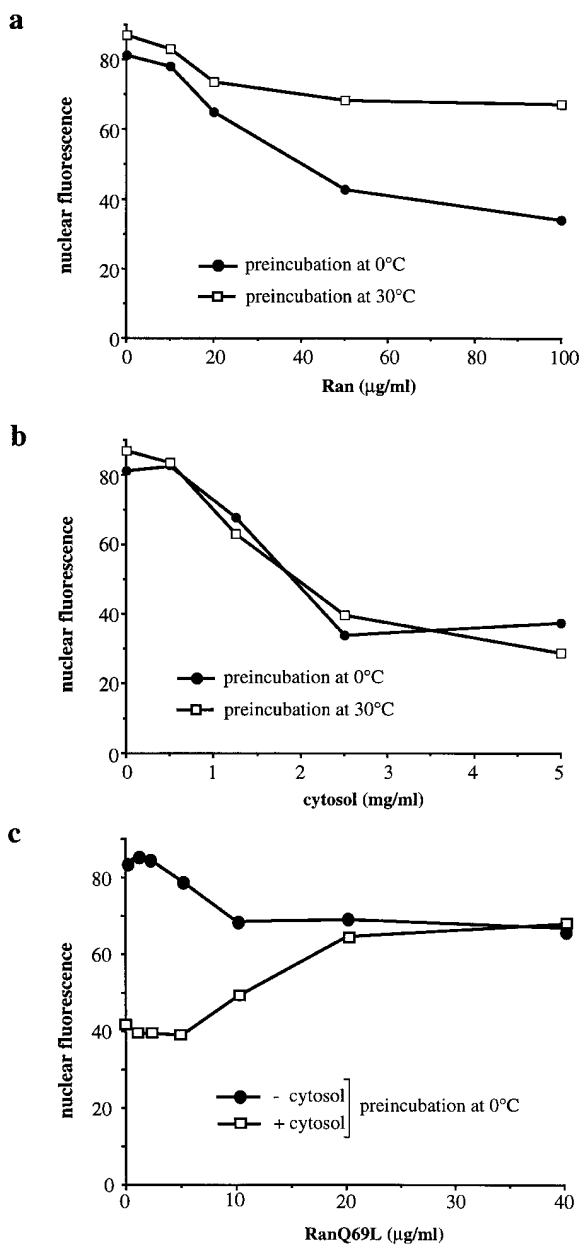 a
80
60
40
20
0
nuclear fluorescence
preincubation at 0°C
preincubation at 30°C
0 20 40 60 80 100
Ran (µg/ml)
b
80
60
40
20
0
nuclear fluorescence
preincubation at 0°C
preincubation at 30°C
0 1 2 3 4 5
cytosol (mg/ml)
c
80
60
40
20
0
nuclear fluorescence
- cytosol
+ cytosol
preincubation at 0°C
0 10 20 30 40
RanQ69L (µg/ml)